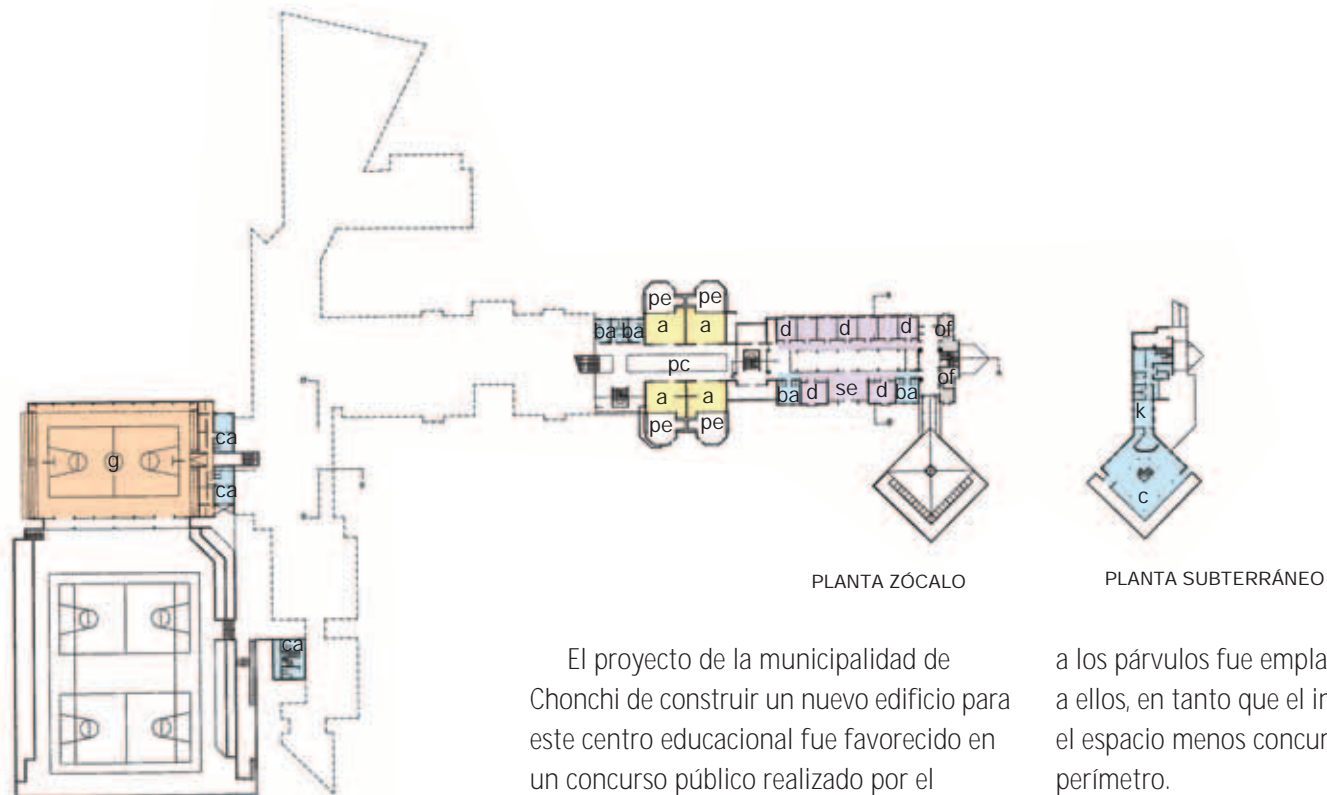 pe pe
ba ba a a d d d of
pc
a a ba d se d ba of
pe pe
k
c
ca
g
ca
ca
PLANTA ZÓCALO
PLANTA SUBTERRÁNEO
El proyecto de la municipalidad de
Chonchi de construir un nuevo edificio para
este centro educacional fue favorecido en
un concurso público realizado por el
a los párvulos fue empla
a ellos, en tanto que el in
el espacio menos concur
perímetro.